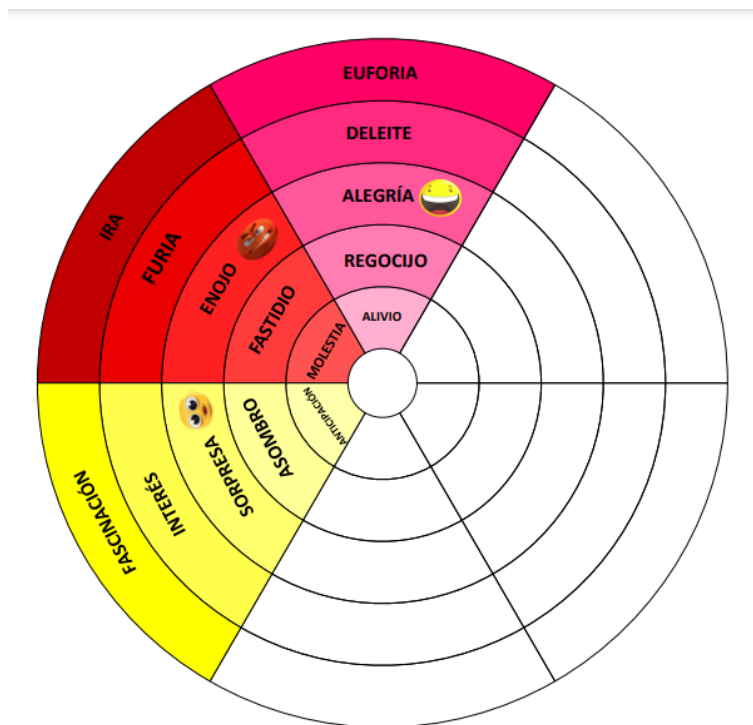 EUFORIA
DELEITE
ALEGRÍA
REGOCIJO
ALIVIO
IRA
FURIA
ENOJO
FASTIDIO
MOLESTIA
FASCINACIÓN
INTERÉS
SORPRESA
ASOMBRO
ANTICIPACIÓN